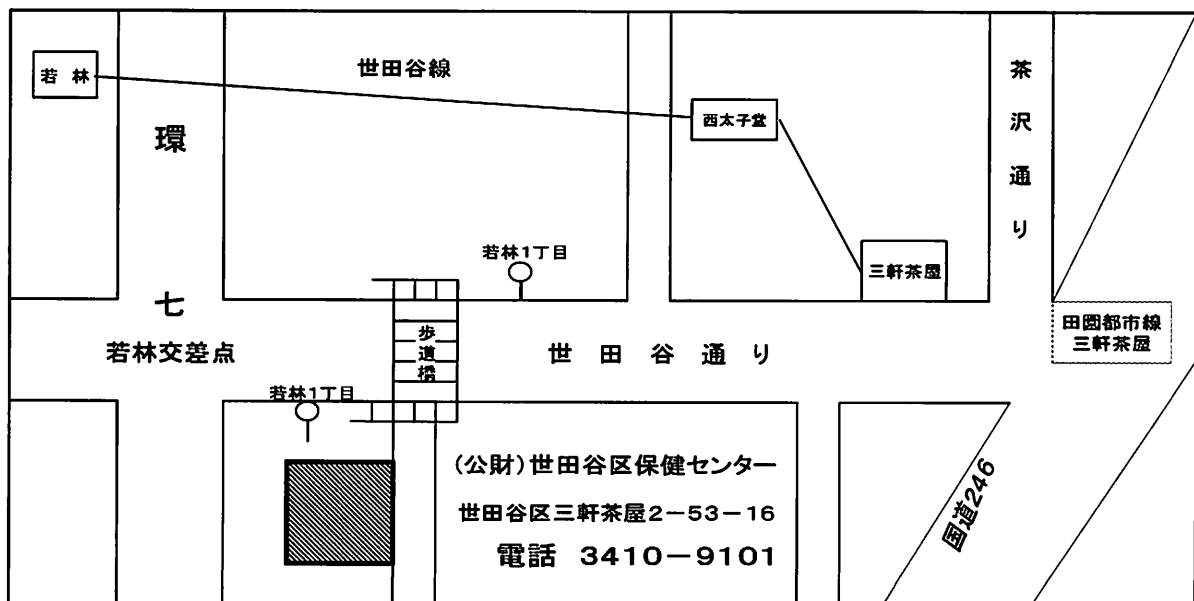 若林
世田谷線
西太子堂
三軒茶屋
茶沢通り
環七
若林1丁目
若林交差点
歩道橋
世田谷通り
田園都市線
三軒茶屋
若林1丁目
(公財)世田谷区保健センター
世田谷区三軒茶屋2-53-16
電話 3410-9101
国道246